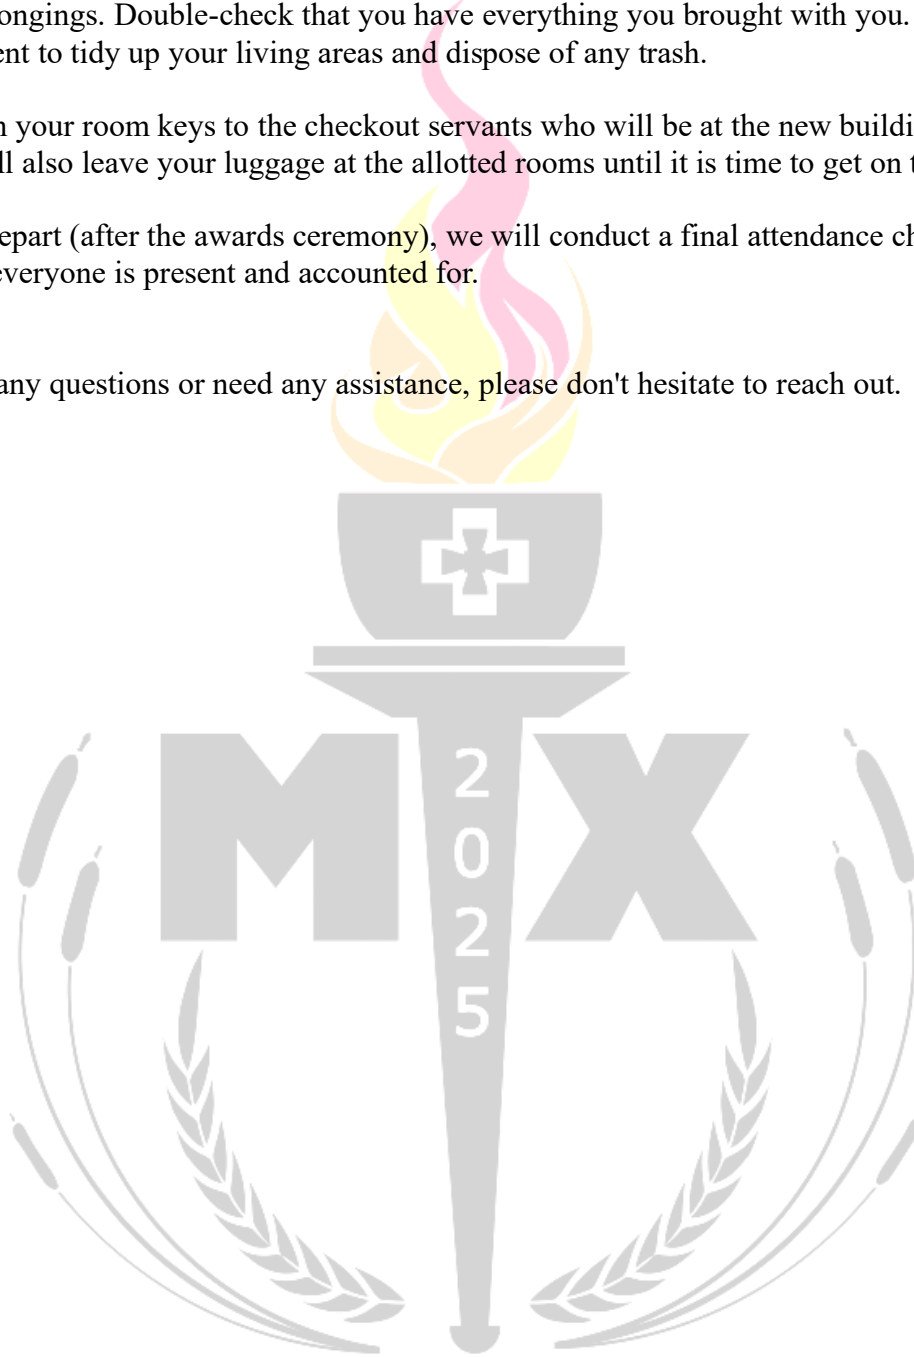 ongings. Double-check that you have everything you brought with you.
ent to tidy up your living areas and dispose of any trash.
n your room keys to the checkout servants who will be at the new buildi
ll also leave your luggage at the allotted rooms until it is time to get on t
epart (after the awards ceremony), we will conduct a final attendance ch
everyone is present and accounted for.
any questions or need any assistance, please don't hesitate to reach out.
M X
2
0
2
5